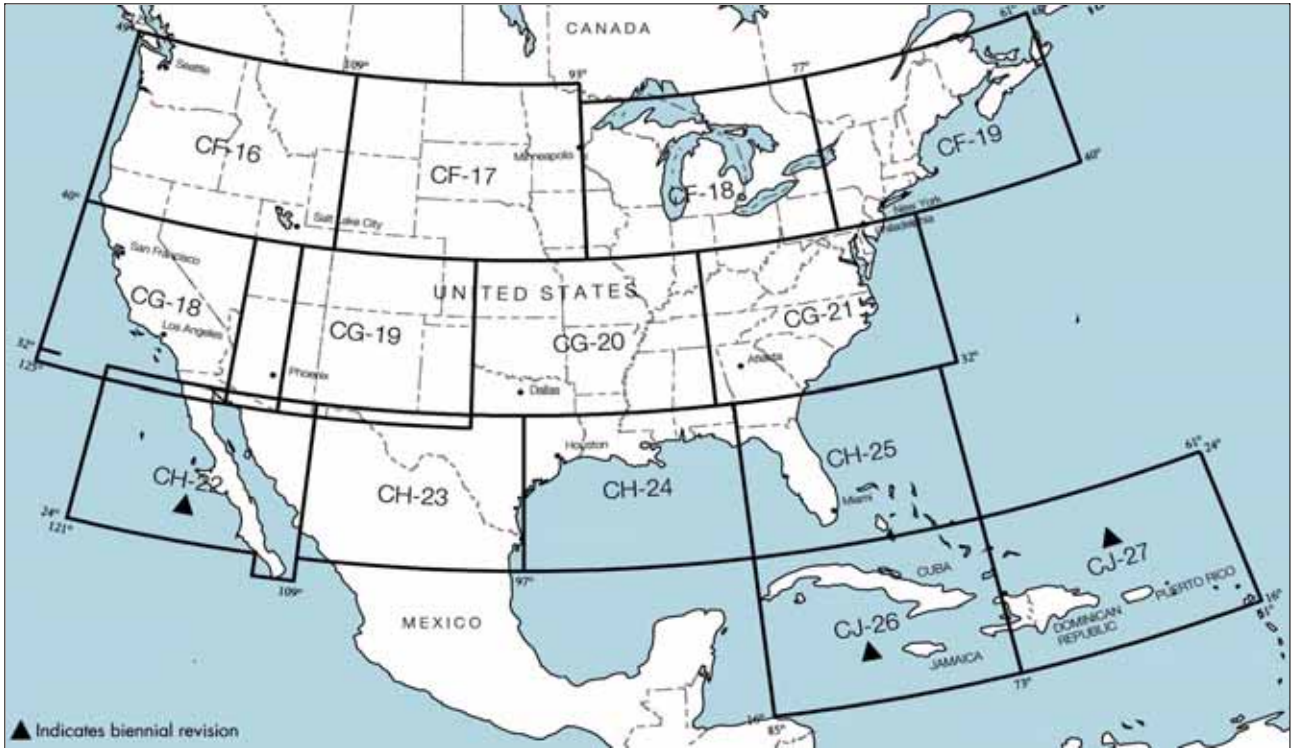 CANADA
49°
125°
109°
93°
77°
61°
48°
Seattle
CF-16
CF-17
CF-18
CF-19
Minneapolis
40°
40°
Salt Lake City
New York
Philadelphia
San Francisco
UNITED STATES
CG-18
CG-19
CG-20
CG-21
Los Angeles
Phoenix
Dallas
Atlanta
32°
125°
32°
Houston
CH-22
CH-23
CH-24
CH-25
Miami
24°
121°
109°
97°
61°
24°
CJ-27
CUBA
PUERTO RICO
16°
61°
CJ-26
DOMINICAN
REPUBLIC
JAMAICA
MEXICO
73°
16°
85°
▲ Indicates biennial revision